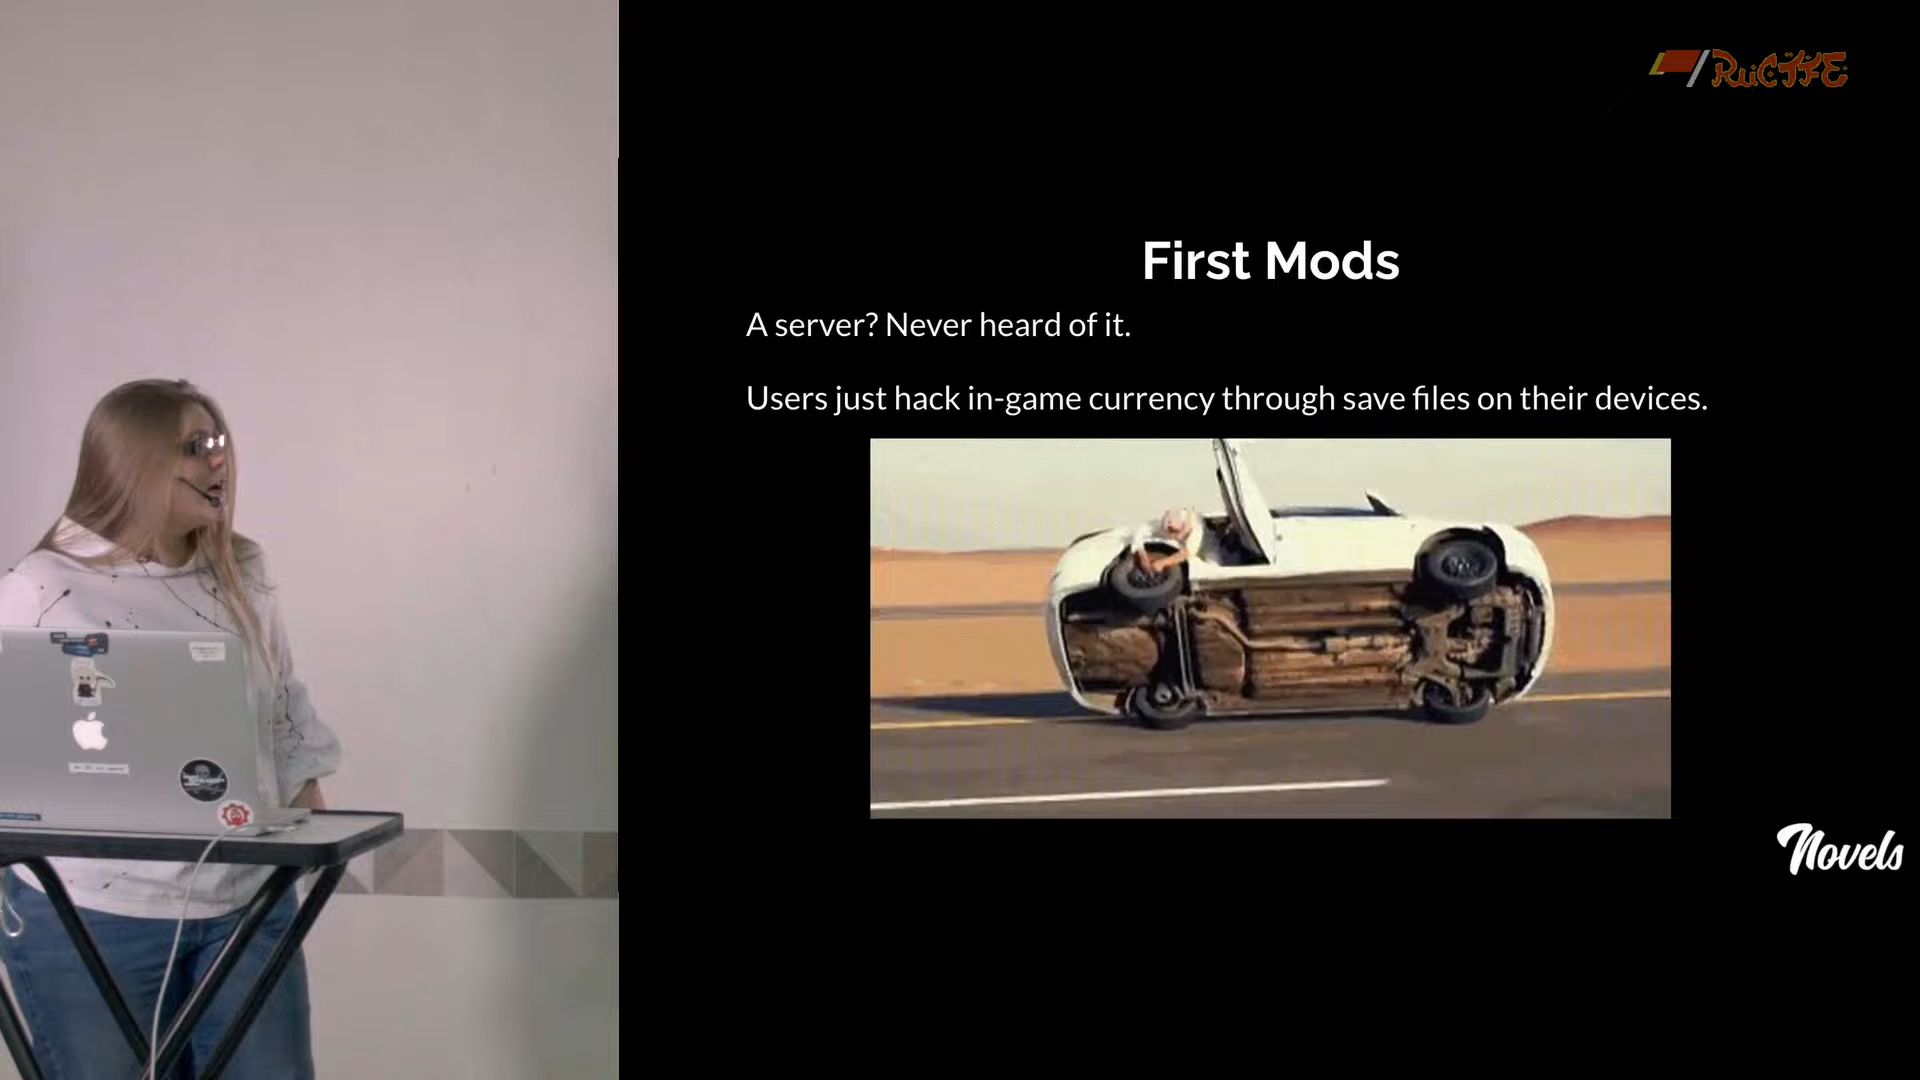 RuCTFE
First Mods
A server? Never heard of it.
Users just hack in-game currency through save files on their devices.
Novels